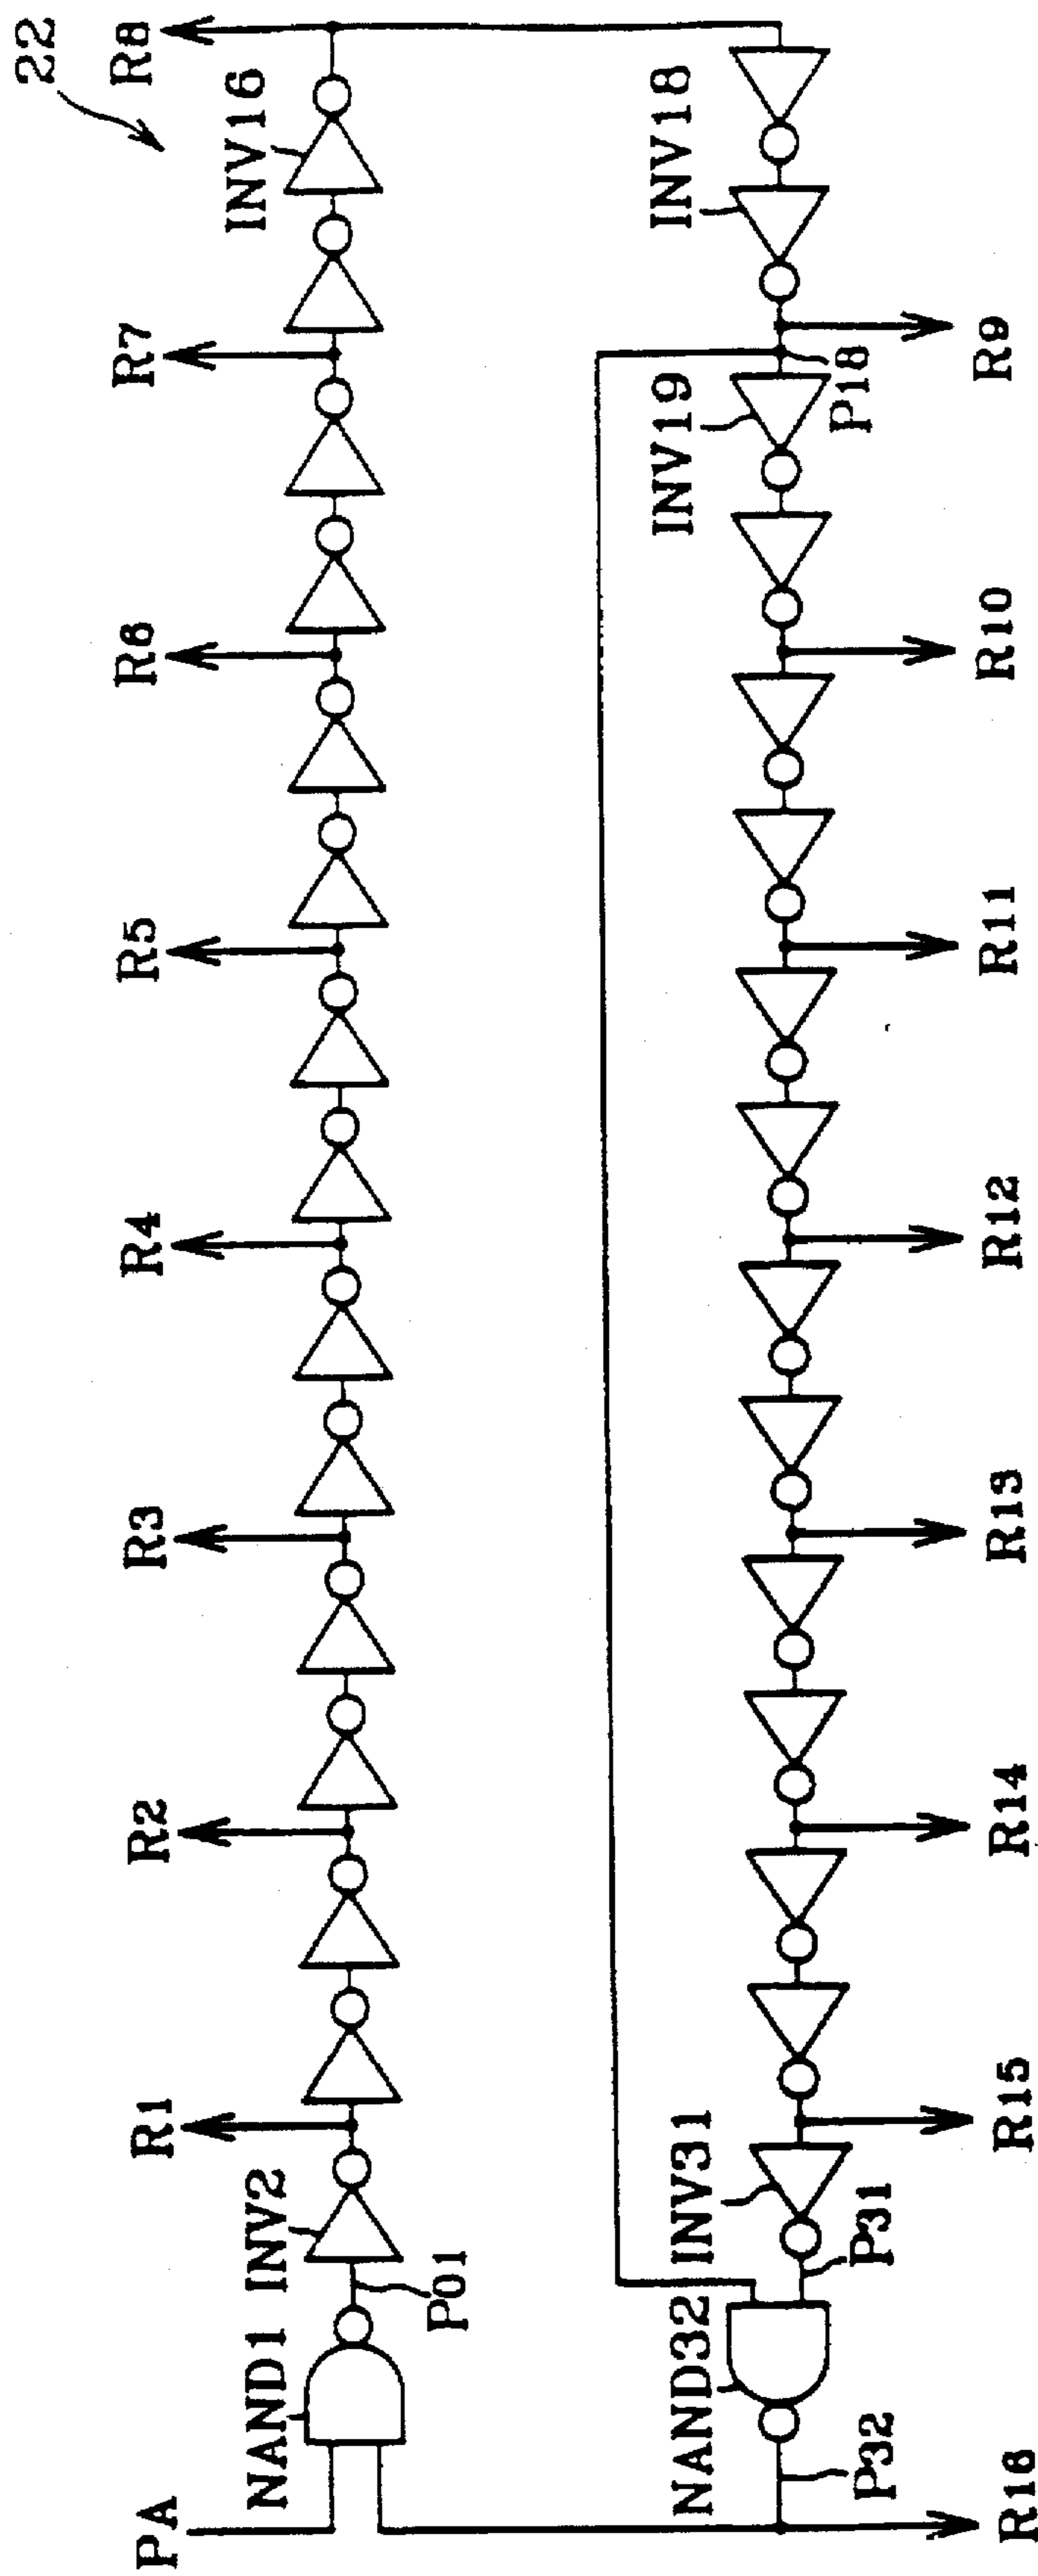 22
PA
R1
R2
R3
R4
R5
R6
R7
R8
NAND1
INV2
INV16
P01
NAND32
INV31
INV19
INV18
P32
P31
P18
R16
R15
R14
R13
R12
R11
R10
R9